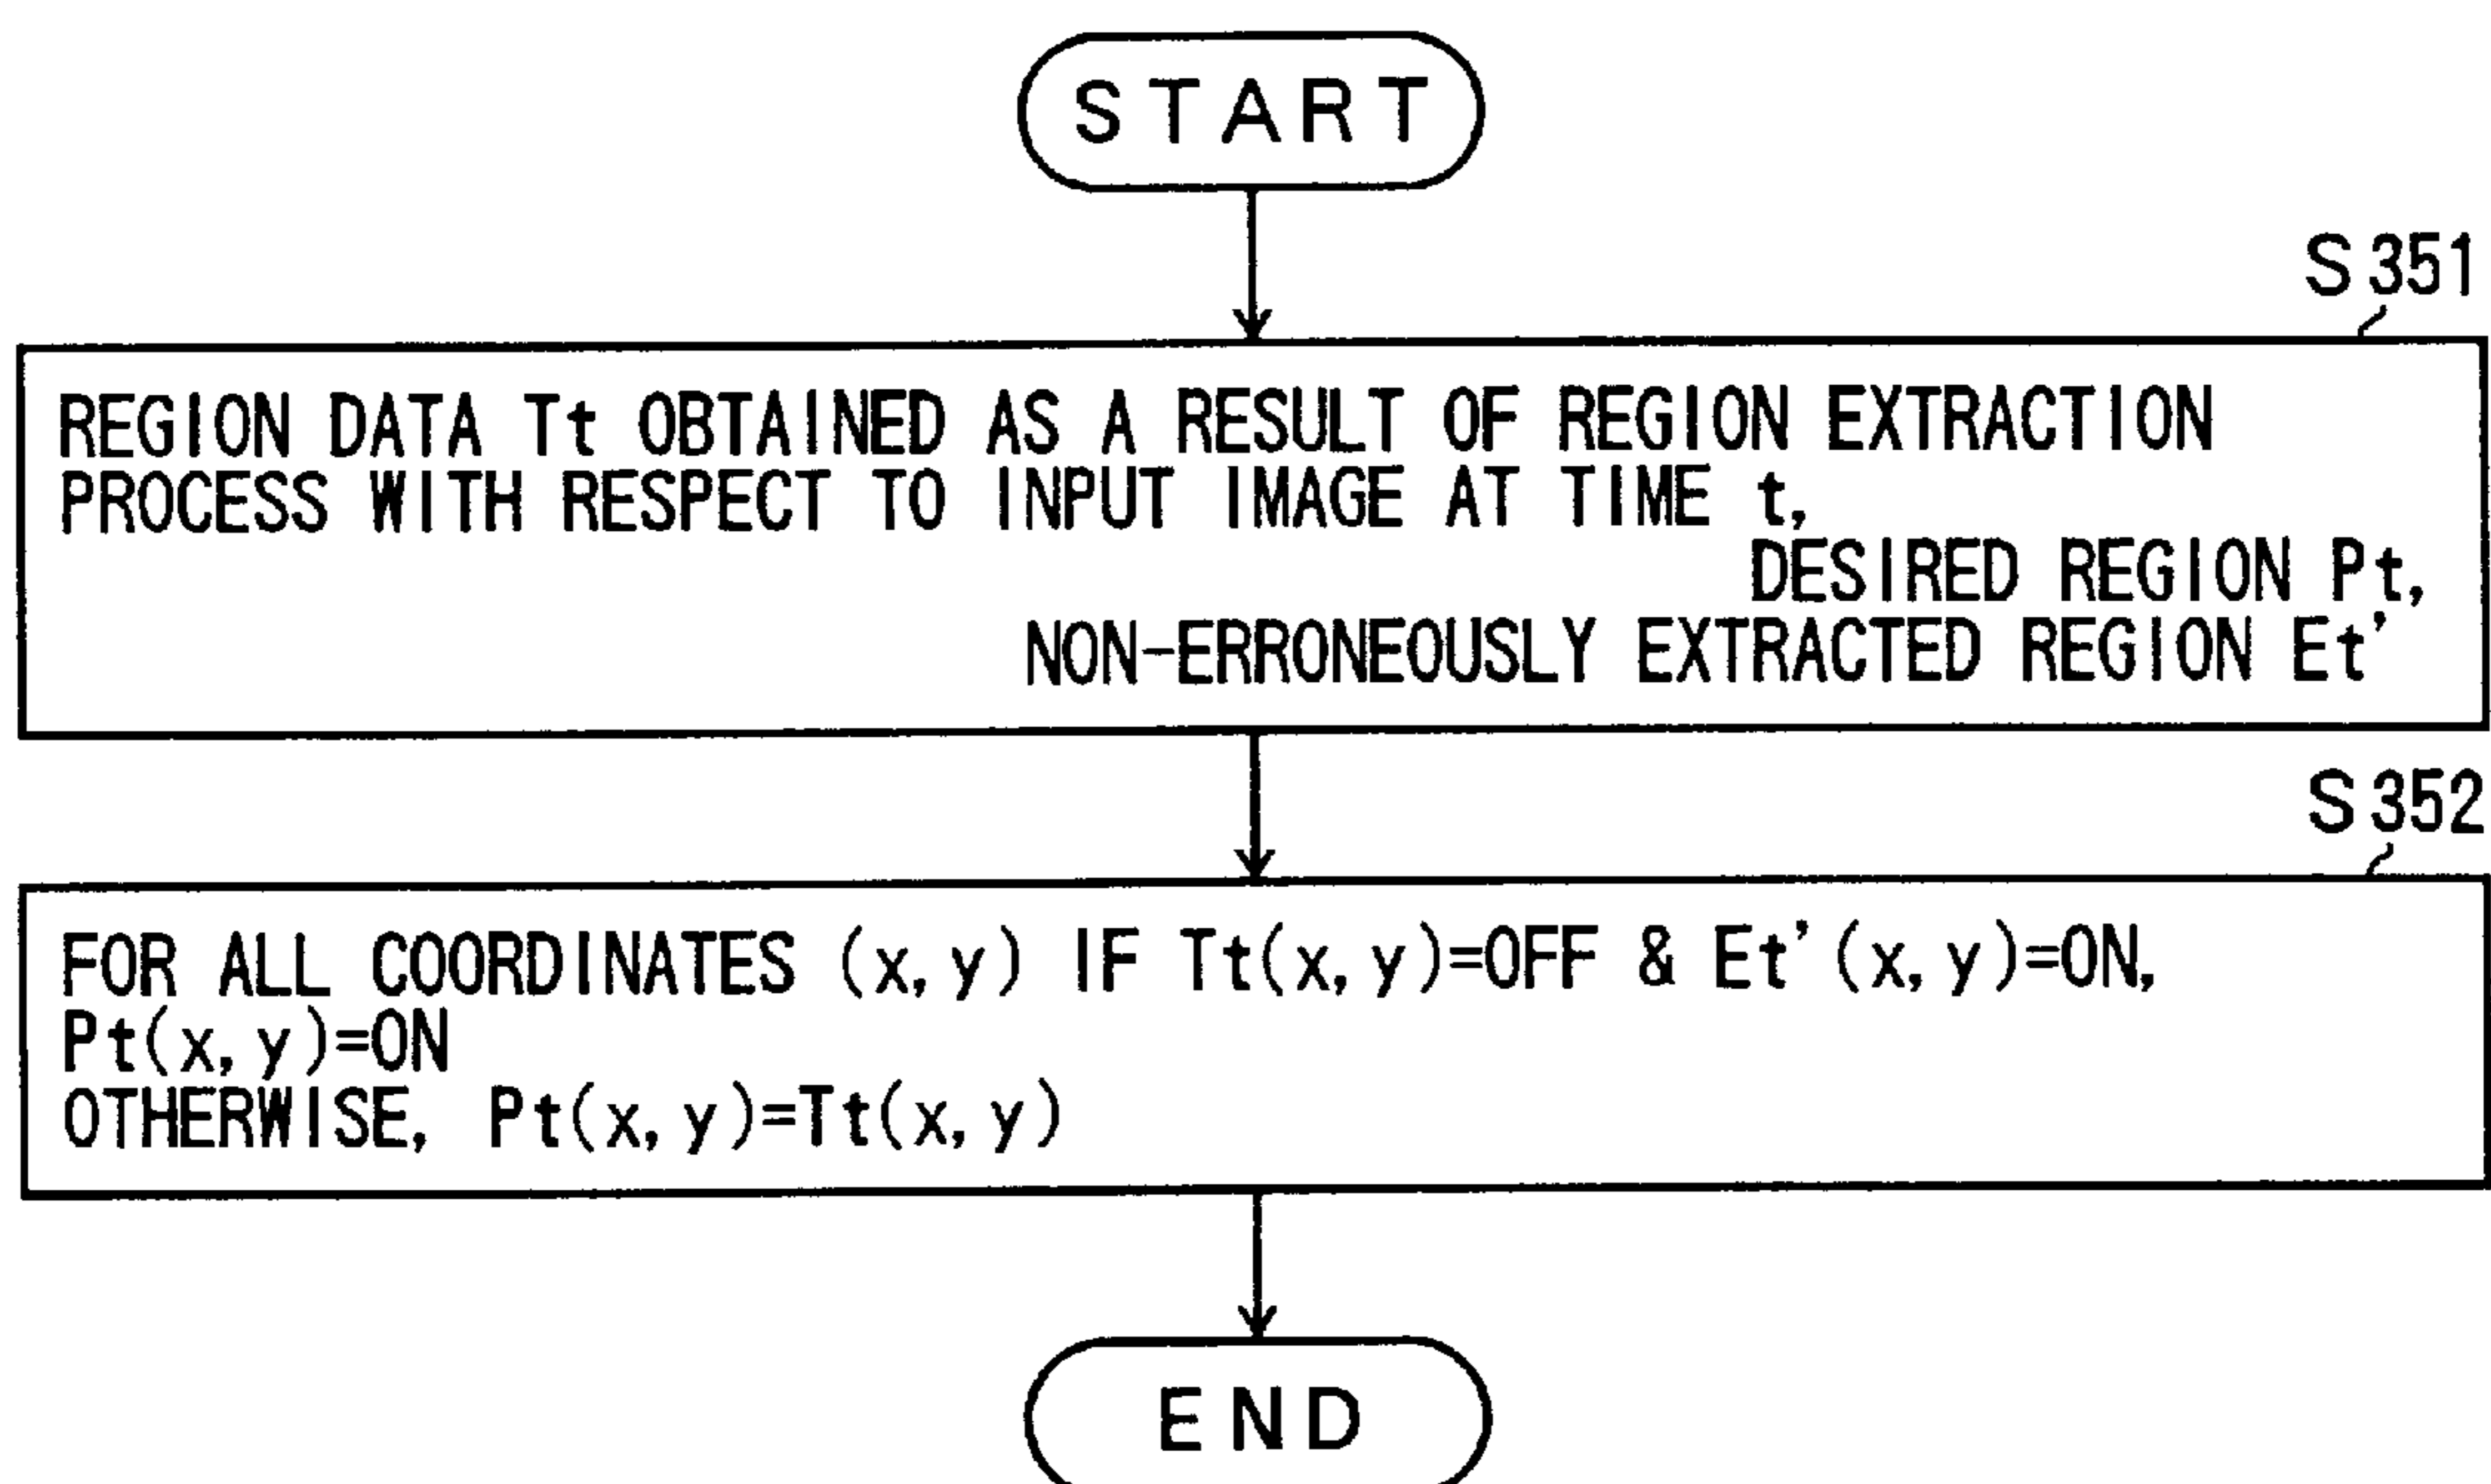 START
S351
REGION DATA Tt OBTAINED AS A RESULT OF REGION EXTRACTION
PROCESS WITH RESPECT TO INPUT IMAGE AT TIME t,
DESIRED REGION Pt,
NON-ERRONEOUSLY EXTRACTED REGION Et'
S352
FOR ALL COORDINATES (x, y) IF Tt(x, y)=OFF & Et'(x, y)=ON,
Pt(x, y)=ON
OTHERWISE, Pt(x, y)=Tt(x, y)
END